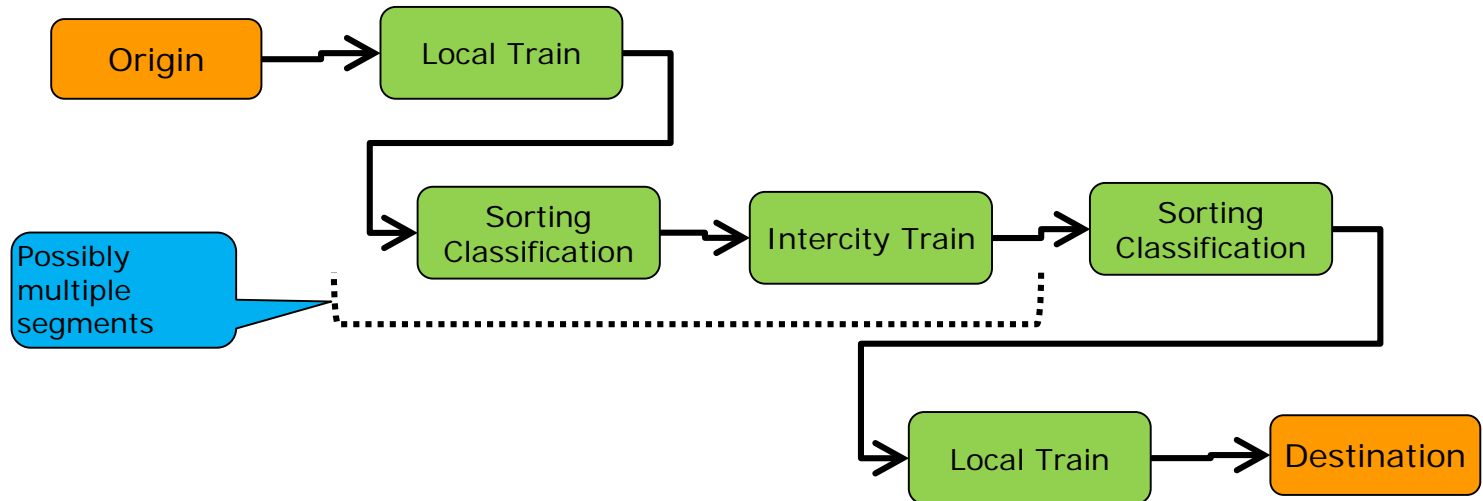 Origin
Local Train
Sorting
Classification
Intercity Train
Sorting
Classification
Possibly
multiple
segments
Local Train
Destination